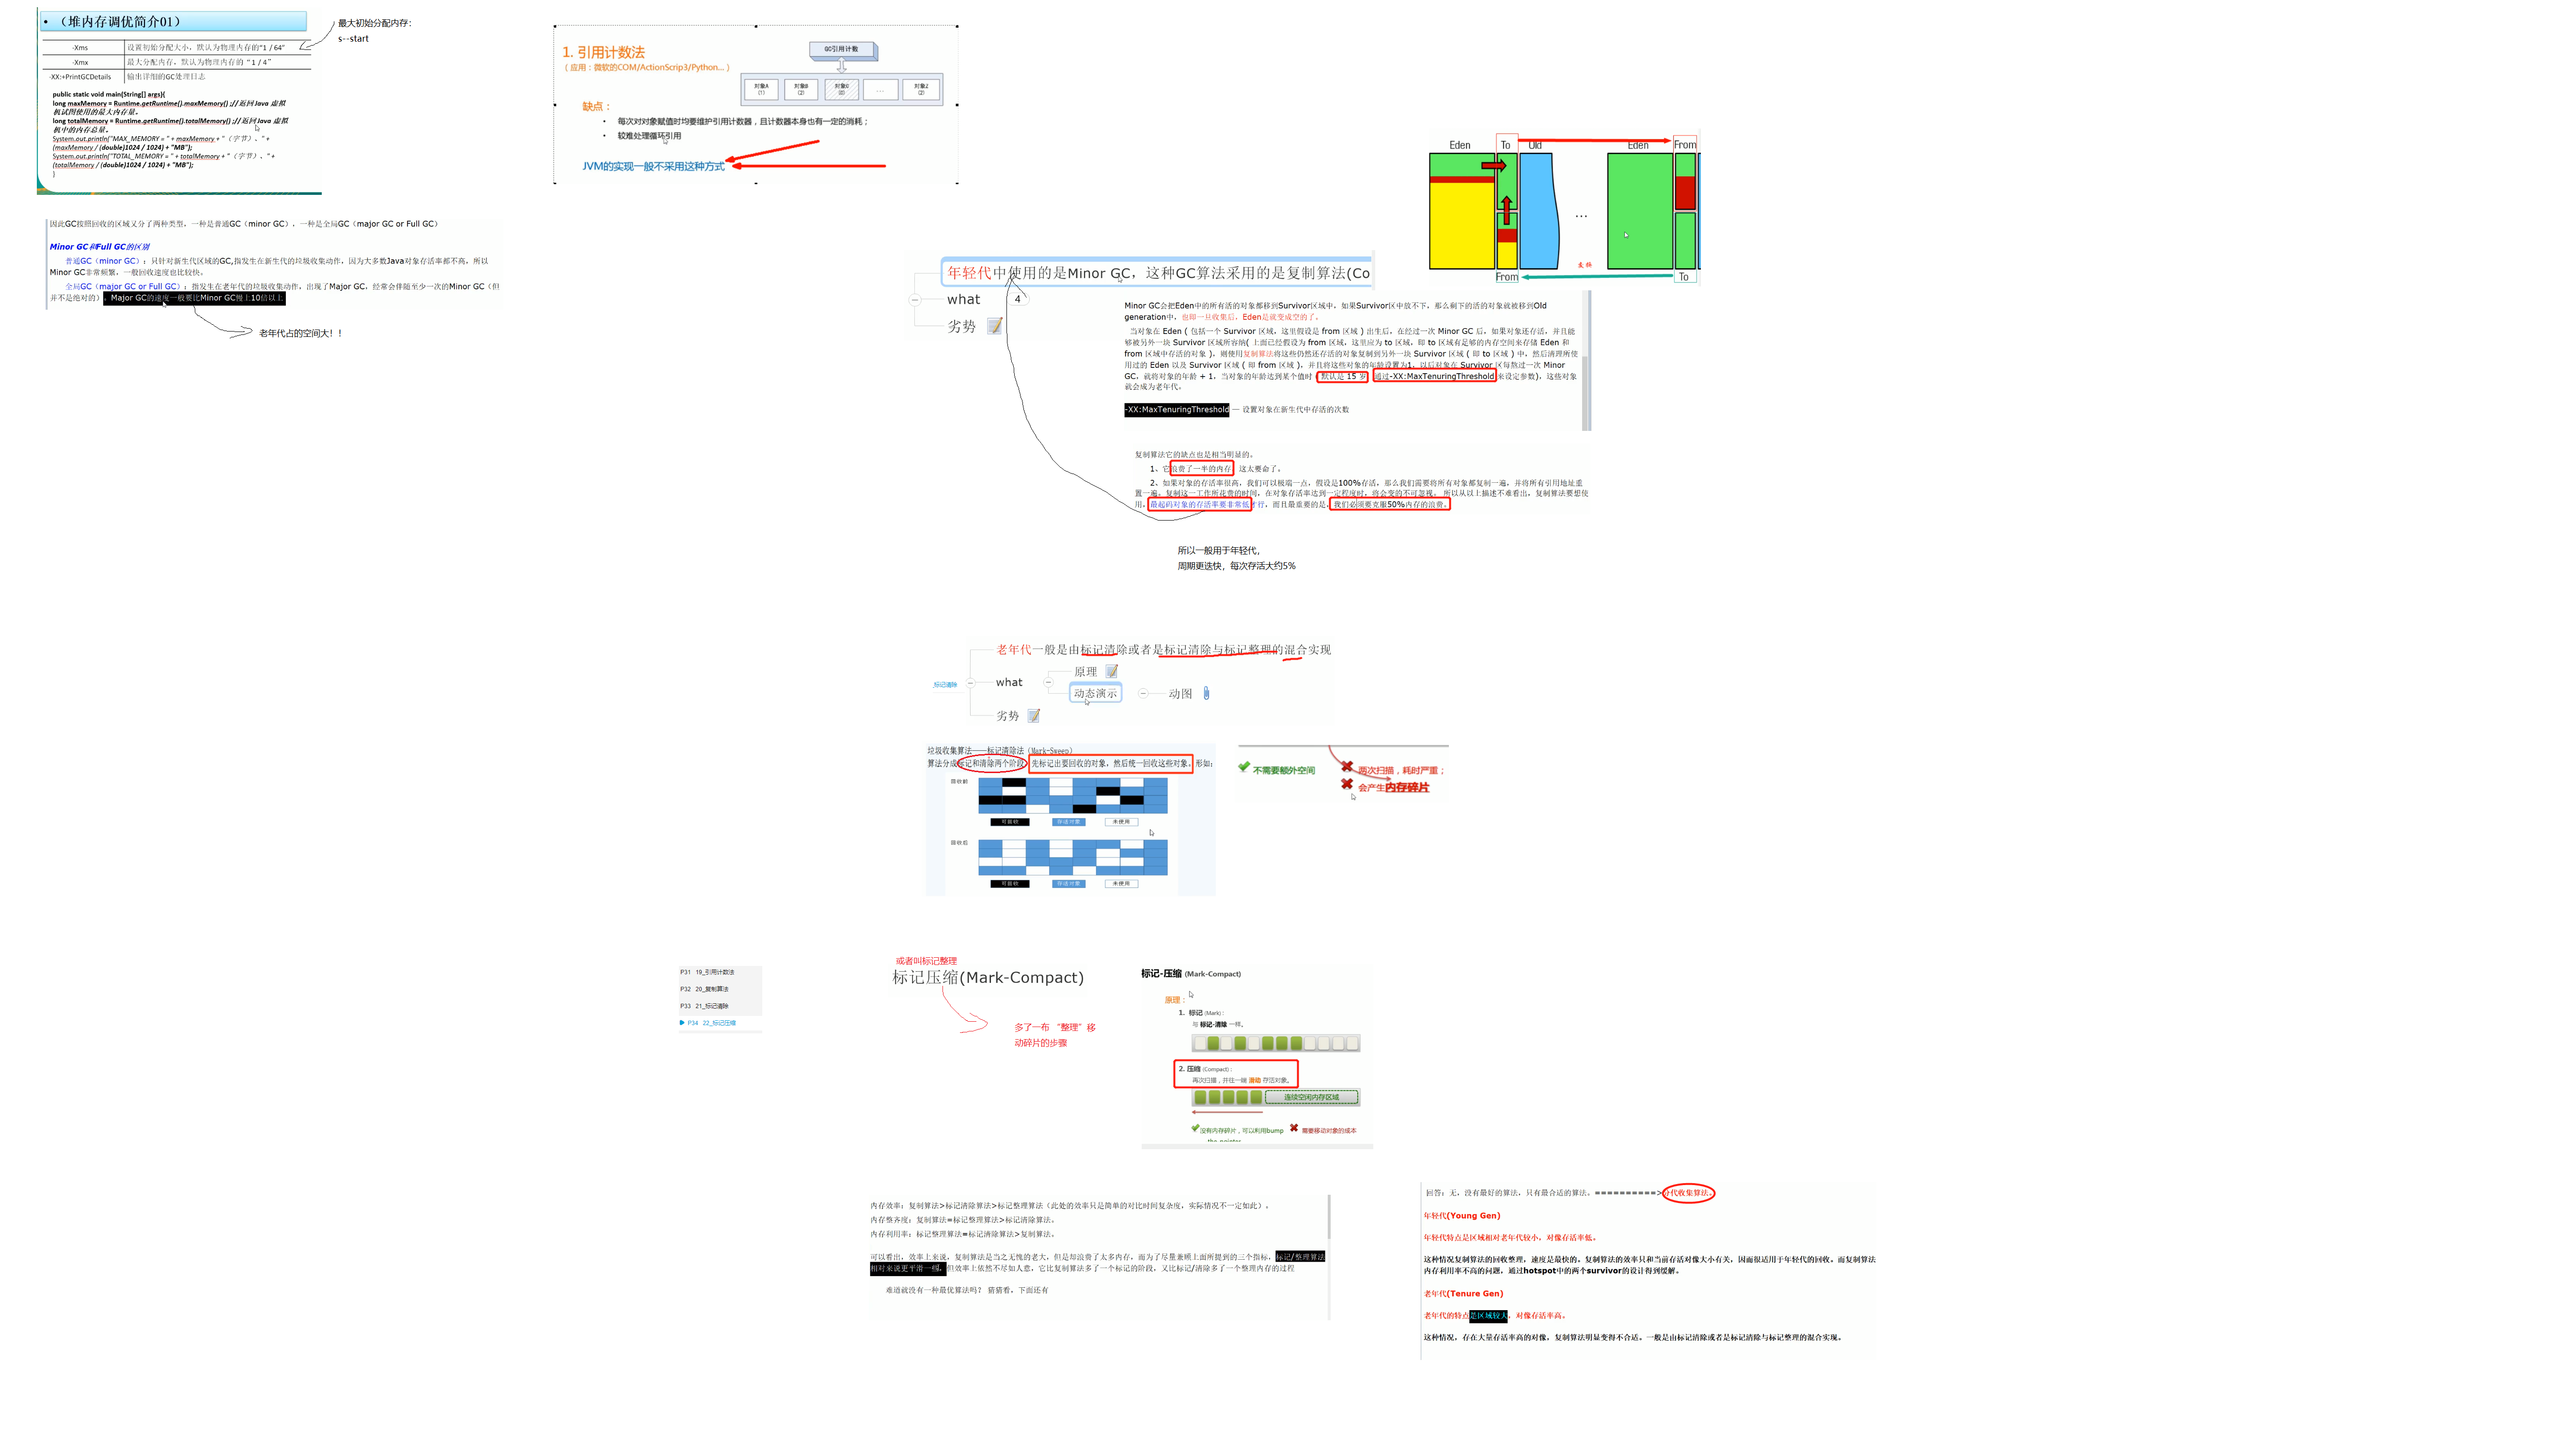 • （堆内存调优简介01）
最大初始分配内存：
s--start
-Xms 设置初始分配大小，默认为物理内存的“1 / 64”
-Xmx 最大分配内存，默认为物理内存的“1 / 4”
-XX:+PrintGCDetails 输出详细的GC处理日志
public static void main(String[] args){
long maxMemory = Runtime.getRuntime().maxMemory() ;//返回 Java 虚拟
机试图使用的最大内存量。
long totalMemory = Runtime.getRuntime().totalMemory() ;//返回 Java 虚拟
机中的内存总量。
System.out.println("MAX_MEMORY = " + maxMemory + "（字节）、" +
(maxMemory / (double)1024 / 1024) + "MB");
System.out.println("TOTAL_MEMORY = " + totalMemory + "（字节）、" +
(totalMemory / (double)1024 / 1024) + "MB");
}
因此GC按照回收的区域又分了两种类型，一种是普通GC（minor GC），一种是全局GC（major GC or Full GC）
Minor GC和Full GC的区别
普通GC（minor GC）：只针对新生代区域的GC,指发生在新生代的垃圾收集动作，因为大多数Java对象存活率都不高，所以
Minor GC非常频繁，一般回收速度也比较快。
全局GC（major GC or Full GC）：指发生在老年代的垃圾收集动作，出现了Major GC，经常会伴随至少一次的Minor GC（但
并不是绝对的）。Major GC的速度一般要比Minor GC慢上10倍以上
老年代占的空间大！！
1. 引用计数法
（应用：微软的COM/ActionScrip3/Python...）
GC引用计数
对象A
(1)
对象B
(2)
(0)
...
对象Z
(2)
缺点：
• 每次对对象赋值时均要维护引用计数器，且计数器本身也有一定的消耗；
• 较难处理循环引用
JVM的实现一般不采用这种方式
Eden To Old Eden From
...
From To
年轻代中使用的是Minor GC，这种GC算法采用的是复制算法(Co
what 4
劣势
Minor GC会把Eden中的所有活的对象都移到Survivor区域中，如果Survivor区中放不下，那么剩下的活的对象就被移到Old
generation中，也即一旦收集后，Eden是就变成空的了。
当对象在 Eden ( 包括一个 Survivor 区域，这里假设是 from 区域 ) 出生后，在经过一次 Minor GC 后，如果对象还存活，并且能
够被另外一块 Survivor 区域所容纳( 上面已经假设为 from 区域，这里应为 to 区域，即 to 区域有足够的内存空间来存储 Eden 和
from 区域中存活的对象 )，则使用复制算法将这些仍然还存活的对象复制到另外一块 Survivor 区域 ( 即 to 区域 ) 中，然后清理所使
用过的 Eden 以及 Survivor 区域 ( 即 from 区域 )，并且将这些对象的年龄设置为1，以后对象在 Survivor 区每熬过一次 Minor
GC，就将对象的年龄 + 1，当对象的年龄达到某个值时 ( 默认是 15 岁，通过-XX:MaxTenuringThreshold 来设定参数)，这些对象
就会成为老年代。
-XX:MaxTenuringThreshold — 设置对象在新生代中存活的次数
复制算法它的缺点也是相当明显的。
1、它浪费了一半的内存，这太要命了。
2、如果对象的存活率很高，我们可以极端一点，假设是100%存活，那么我们需要将所有对象都复制一遍，并将所有引用地址重
置一遍。复制这一工作所花费的时间，在对象存活率达到一定程度时，将会变的不可忽视。 所以从以上描述不难看出，复制算法要想使
用，最起码对象的存活率要非常低才行，而且最重要的是，我们必须要克服50%内存的浪费。
所以一般用于年轻代，
周期更迭快，每次存活大约5%
老年代一般是由标记清除或者是标记清除与标记整理的混合实现
标记清除
what
原理
动态演示
动图
劣势
垃圾收集算法——标记清除法（Mark-Sweep）
算法分成标记和清除两个阶段，先标记出要回收的对象，然后统一回收这些对象。形如:
回收前
可回收 存活对象 未使用
回收后
可回收 存活对象 未使用
不需要额外空间
两次扫描，耗时严重；
会产生内存碎片
P31 19_引用计数法
P32 20_复制算法
P33 21_标记清除
P34 22_标记压缩
或者叫标记整理
标记压缩(Mark-Compact)
多了一布 “整理”移
动碎片的步骤
标记-压缩 (Mark-Compact)
原理：
1. 标记 (Mark)：
与 标记-清除 一样。
2. 压缩 (Compact)：
再次扫描，并往一端 滑动 存活对象。
连续空闲内存区域
没有内存碎片，可以利用bump
需要移动对象的成本
the-pointer
内存效率：复制算法>标记清除算法>标记整理算法（此处的效率只是简单的对比时间复杂度，实际情况不一定如此）。
内存整齐度：复制算法=标记整理算法>标记清除算法。
内存利用率：标记整理算法=标记清除算法>复制算法。
可以看出，效率上来说，复制算法是当之无愧的老大，但是却浪费了太多内存，而为了尽量兼顾上面所提到的三个指标，标记/整理算法
相对来说更平滑一些，但效率上依然不尽如人意，它比复制算法多了一个标记的阶段，又比标记/清除多了一个整理内存的过程
难道就没有一种最优算法吗？ 猜猜看，下面还有
回答：无，没有最好的算法，只有最合适的算法。==========>分代收集算法。
年轻代(Young Gen)
年轻代特点是区域相对老年代较小，对像存活率低。
这种情况复制算法的回收整理，速度是最快的。复制算法的效率只和当前存活对像大小有关，因而很适用于年轻代的回收。而复制算法
内存利用率不高的问题，通过hotspot中的两个survivor的设计得到缓解。
老年代(Tenure Gen)
老年代的特点是区域较大，对像存活率高。
这种情况，存在大量存活率高的对像，复制算法明显变得不合适。一般是由标记清除或者是标记清除与标记整理的混合实现。